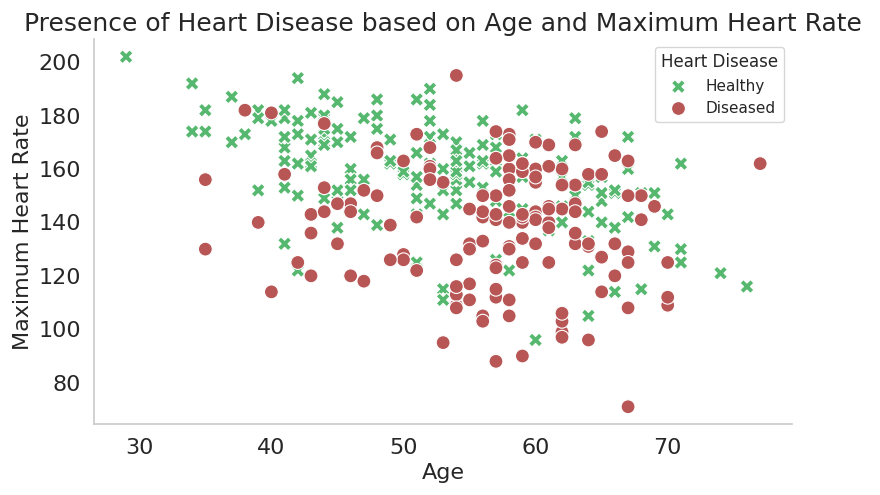 Presence of Heart Disease based on Age and Maximum Heart Rate
Heart Disease
Healthy
Diseased
Maximum Heart Rate
200
180
160
140
120
100
80
30 40 50 60 70
Age